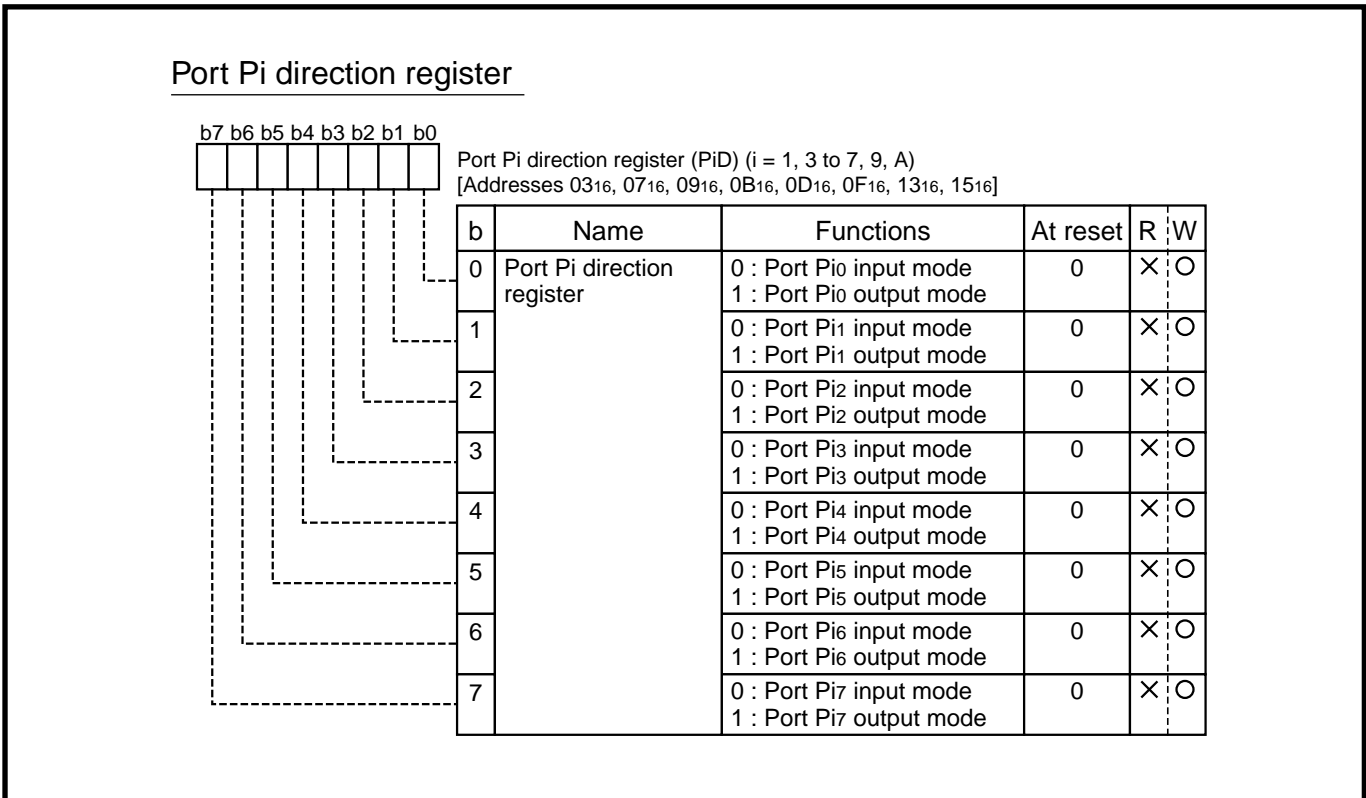 Port Pi direction register
b7 b6 b5 b4 b3 b2 b1 b0
Port Pi direction register (PiD) (i = 1, 3 to 7, 9, A)
[Addresses 0316, 0716, 0916, 0B16, 0D16, 0F16, 1316, 1516]
b Name Functions At reset R W
0 Port Pi direction register 0 : Port Pi0 input mode 0 × O
1 : Port Pi0 output mode
1 0 : Port Pi1 input mode 0 × O
1 : Port Pi1 output mode
2 0 : Port Pi2 input mode 0 × O
1 : Port Pi2 output mode
3 0 : Port Pi3 input mode 0 × O
1 : Port Pi3 output mode
4 0 : Port Pi4 input mode 0 × O
1 : Port Pi4 output mode
5 0 : Port Pi5 input mode 0 × O
1 : Port Pi5 output mode
6 0 : Port Pi6 input mode 0 × O
1 : Port Pi6 output mode
7 0 : Port Pi7 input mode 0 × O
1 : Port Pi7 output mode